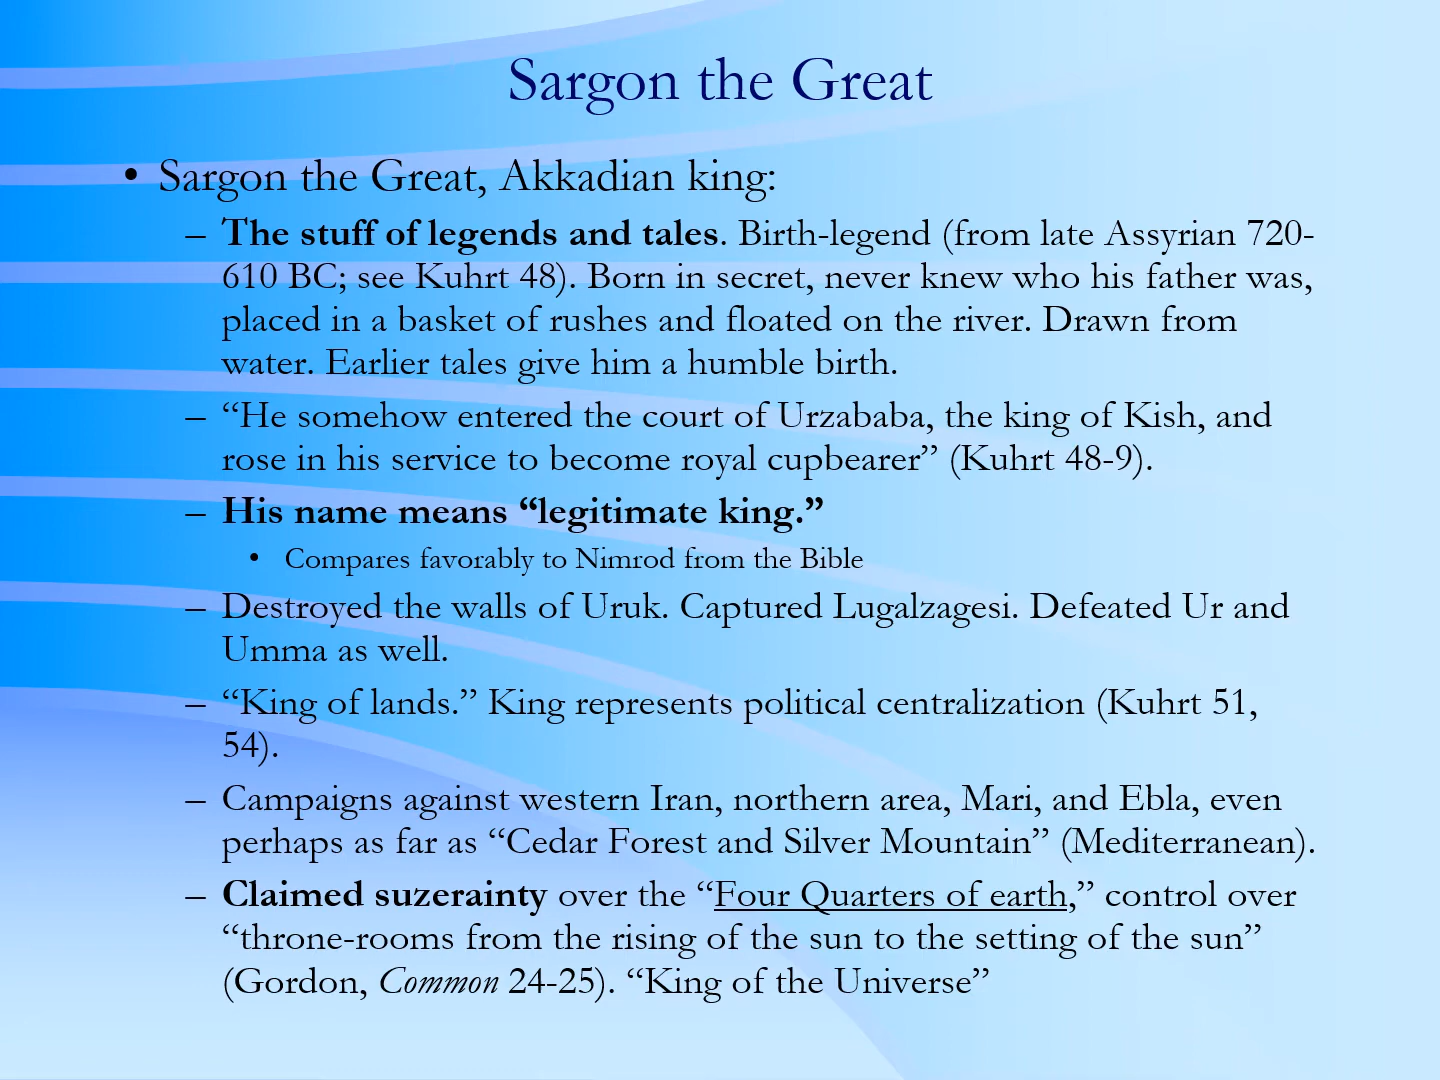 Sargon the Great
• Sargon the Great, Akkadian king:
– The stuff of legends and tales. Birth-legend (from late Assyrian 720-
610 BC; see Kuhrt 48). Born in secret, never knew who his father was,
placed in a basket of rushes and floated on the river. Drawn from
water. Earlier tales give him a humble birth.
– “He somehow entered the court of Urzababa, the king of Kish, and
rose in his service to become royal cupbearer” (Kuhrt 48-9).
– His name means “legitimate king.”
• Compares favorably to Nimrod from the Bible
– Destroyed the walls of Uruk. Captured Lugalzagesi. Defeated Ur and
Umma as well.
– “King of lands.” King represents political centralization (Kuhrt 51,
54).
– Campaigns against western Iran, northern area, Mari, and Ebla, even
perhaps as far as “Cedar Forest and Silver Mountain” (Mediterranean).
– Claimed suzerainty over the “Four Quarters of earth,” control over
“throne-rooms from the rising of the sun to the setting of the sun”
(Gordon, Common 24-25). “King of the Universe”